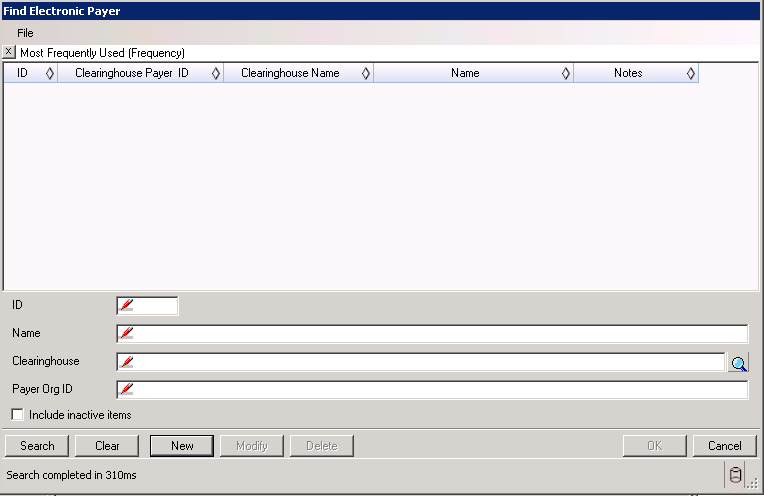 Find Electronic Payer
File
X Most Frequently Used (Frequency)
ID Clearinghouse Payer ID Clearinghouse Name Name Notes
ID
Name
Clearinghouse
Payer Org ID
Include inactive items
Search Clear New Modify Delete OK Cancel
Search completed in 310ms